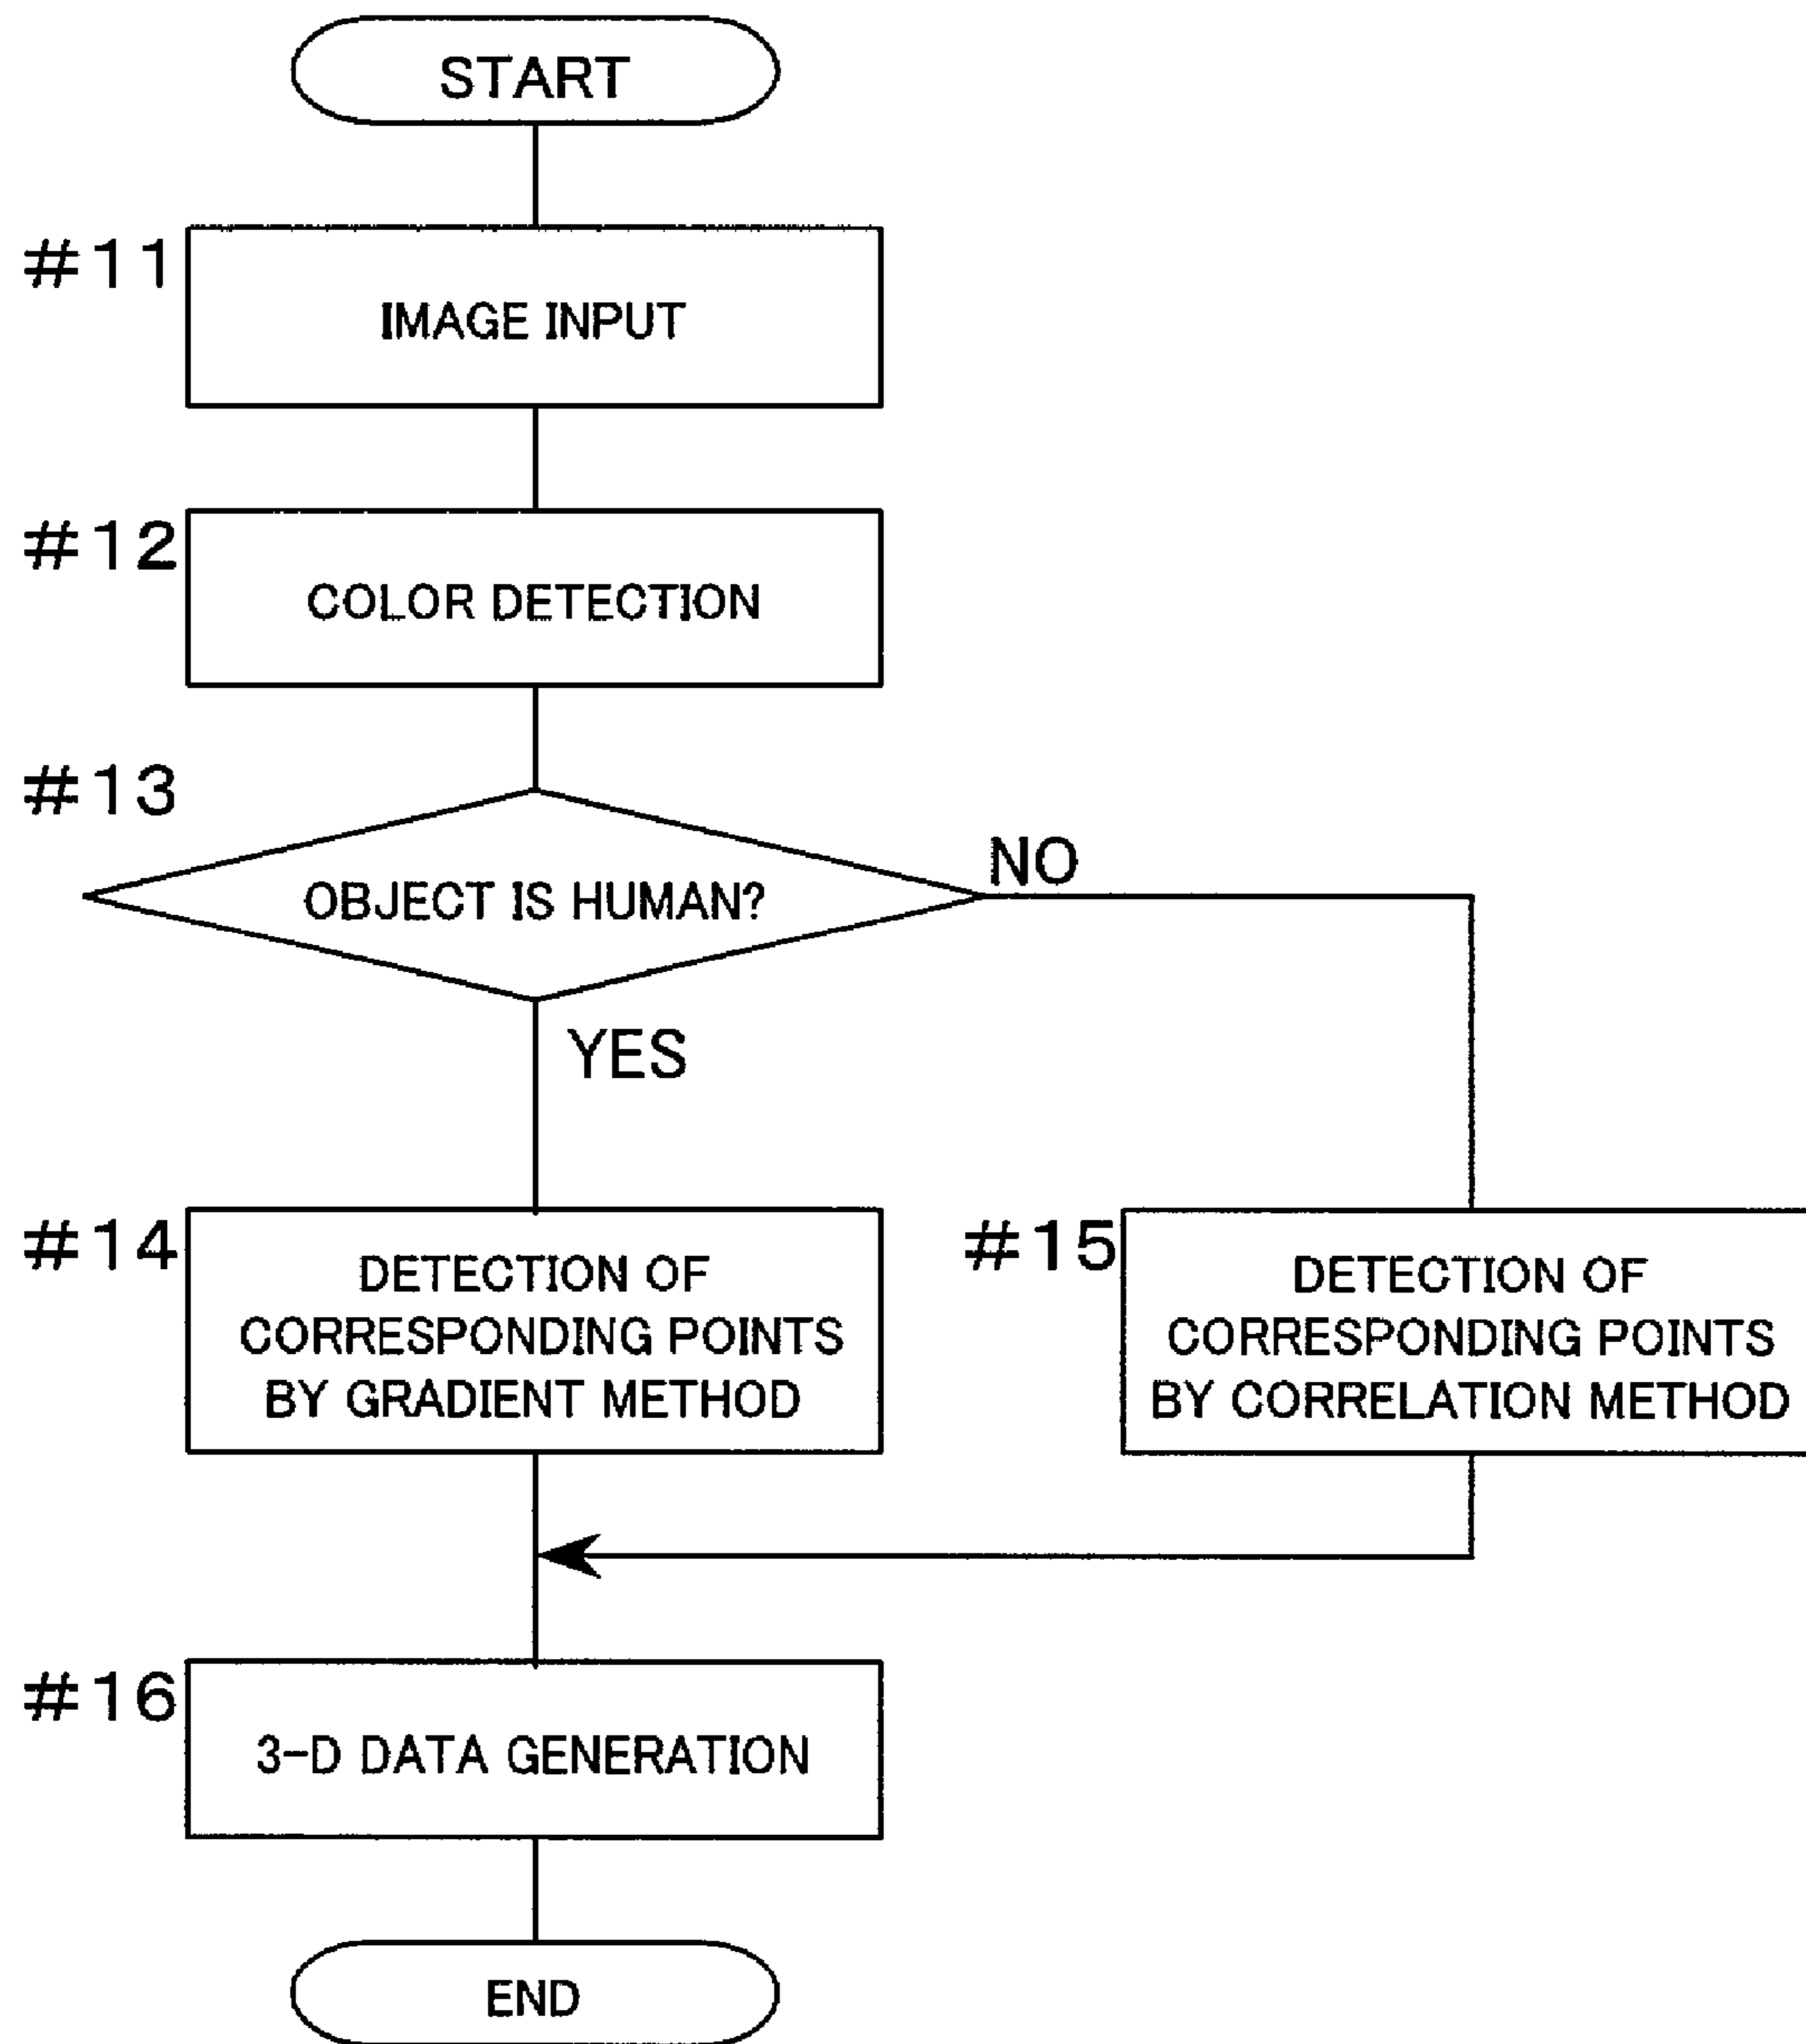 START
#11
IMAGE INPUT
#12
COLOR DETECTION
#13
OBJECT IS HUMAN?
NO
YES
#14
DETECTION OF
CORRESPONDING POINTS
BY GRADIENT METHOD
#15
DETECTION OF
CORRESPONDING POINTS
BY CORRELATION METHOD
#16
3-D DATA GENERATION
END